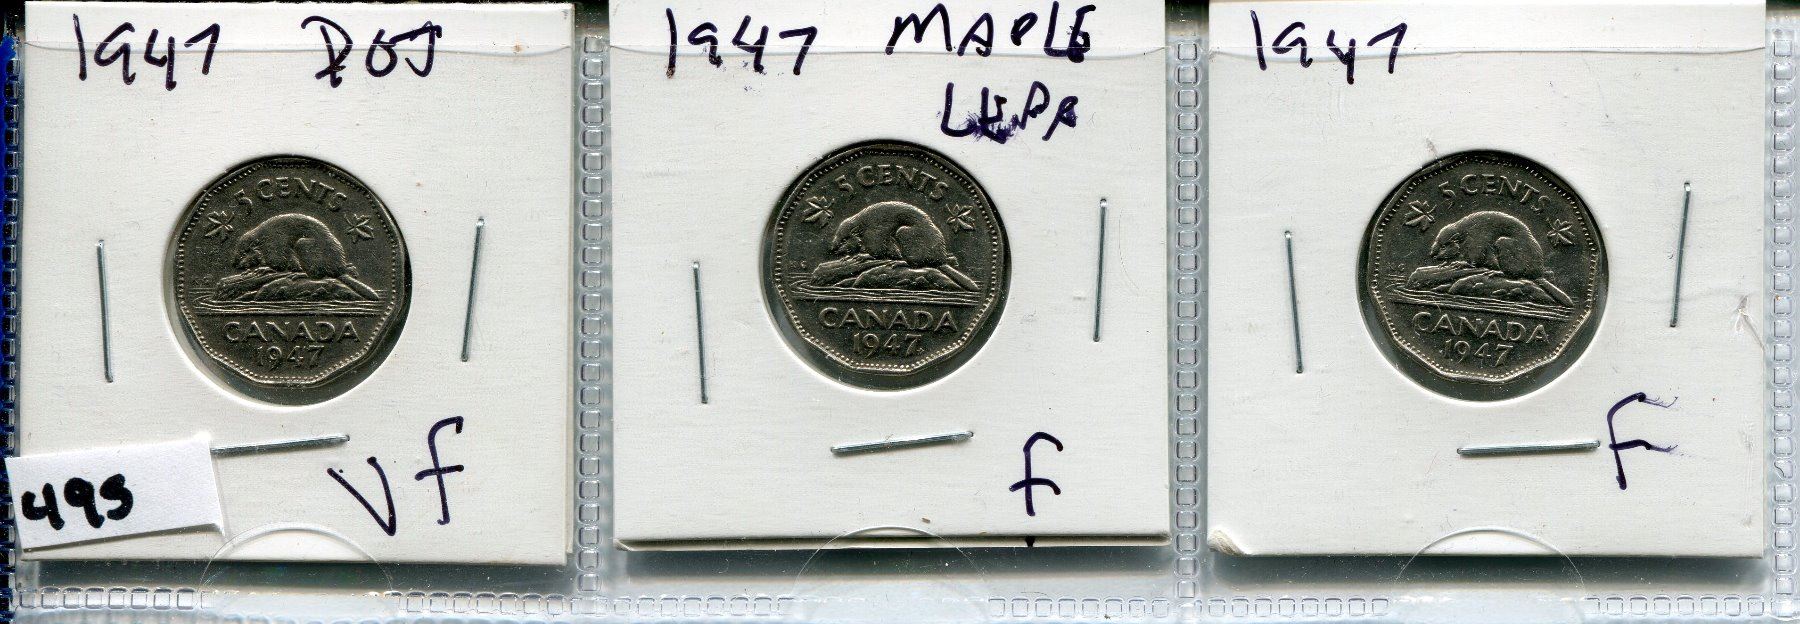 1947 DOT
5 CENTS
CANADA
1947
VF
495
1947 MAPLE
5 CENTS
CANADA
1947
F
1947
5 CENTS
CANADA
1947
F